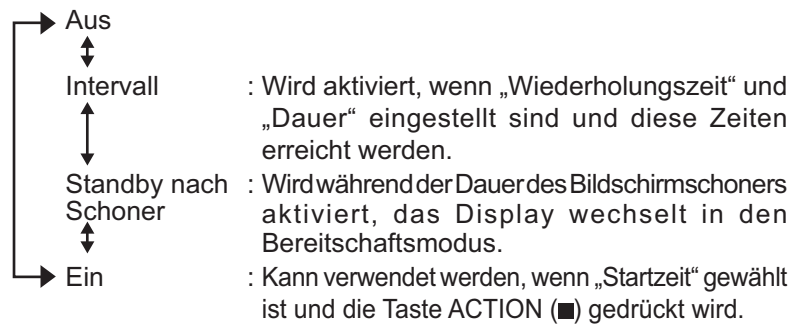 Aus
Intervall : Wird aktiviert, wenn „Wiederholungszeit“ und
„Dauer“ eingestellt sind und diese Zeiten
erreicht werden.
Standby nach : Wird während der Dauer des Bildschirmschoners
Schoner aktiviert, das Display wechselt in den
Bereitschaftsmodus.
Ein : Kann verwendet werden, wenn „Startzeit“ gewählt
ist und die Taste ACTION (■) gedrückt wird.